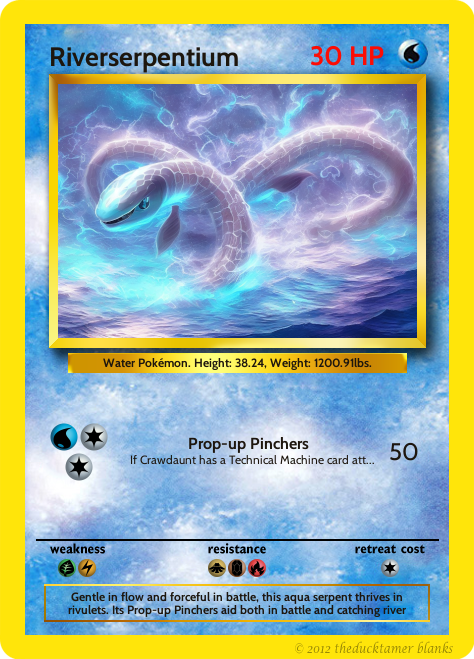 Riverserpentium 30 HP
Water Pokémon. Height: 38.24, Weight: 1200.91lbs.
Prop-up Pinchers
If Crawdaunt has a Technical Machine card att... 50
weakness resistance retreat cost
Gentle in flow and forceful in battle, this aqua serpent thrives in
rivulets. Its Prop-up Pinchers aid both in battle and catching river
© 2012 theducktamer blanks